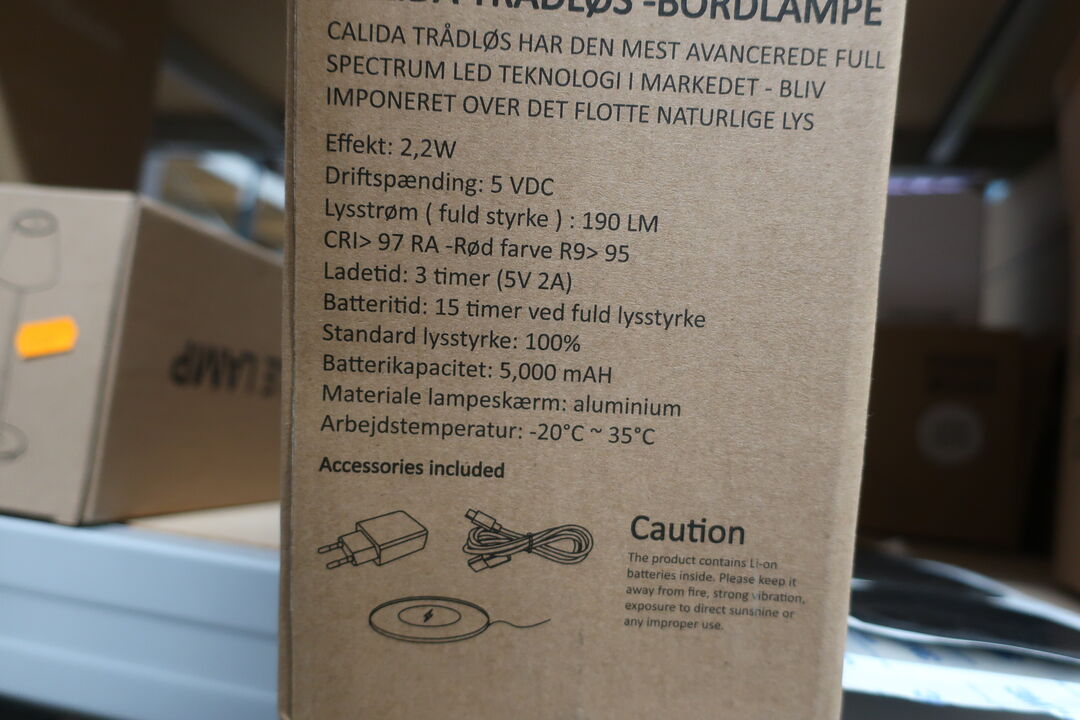 CALIDA TRÅDLØS -BORDLAMPE
CALIDA TRÅDLØS HAR DEN MEST AVANCEREDE FULL
SPECTRUM LED TEKNOLOGI I MARKEDET - BLIV
IMPONERET OVER DET FLOTTE NATURLIGE LYS
Effekt: 2,2W
Driftspænding: 5 VDC
Lysstrøm ( fuld styrke ) : 190 LM
CRI> 97 RA -Rød farve R9> 95
Ladetid: 3 timer (5V 2A)
Batteritid: 15 timer ved fuld lysstyrke
Standard lysstyrke: 100%
Batterikapacitet: 5,000 mAH
Materiale lampeskærm: aluminium
Arbejdstemperatur: -20°C ~ 35°C
Accessories included
Caution
The product contains Li-on
batteries inside. Please keep it
away from fire, strong vibration,
exposure to direct sunshine or
any improper use.
E LAMP